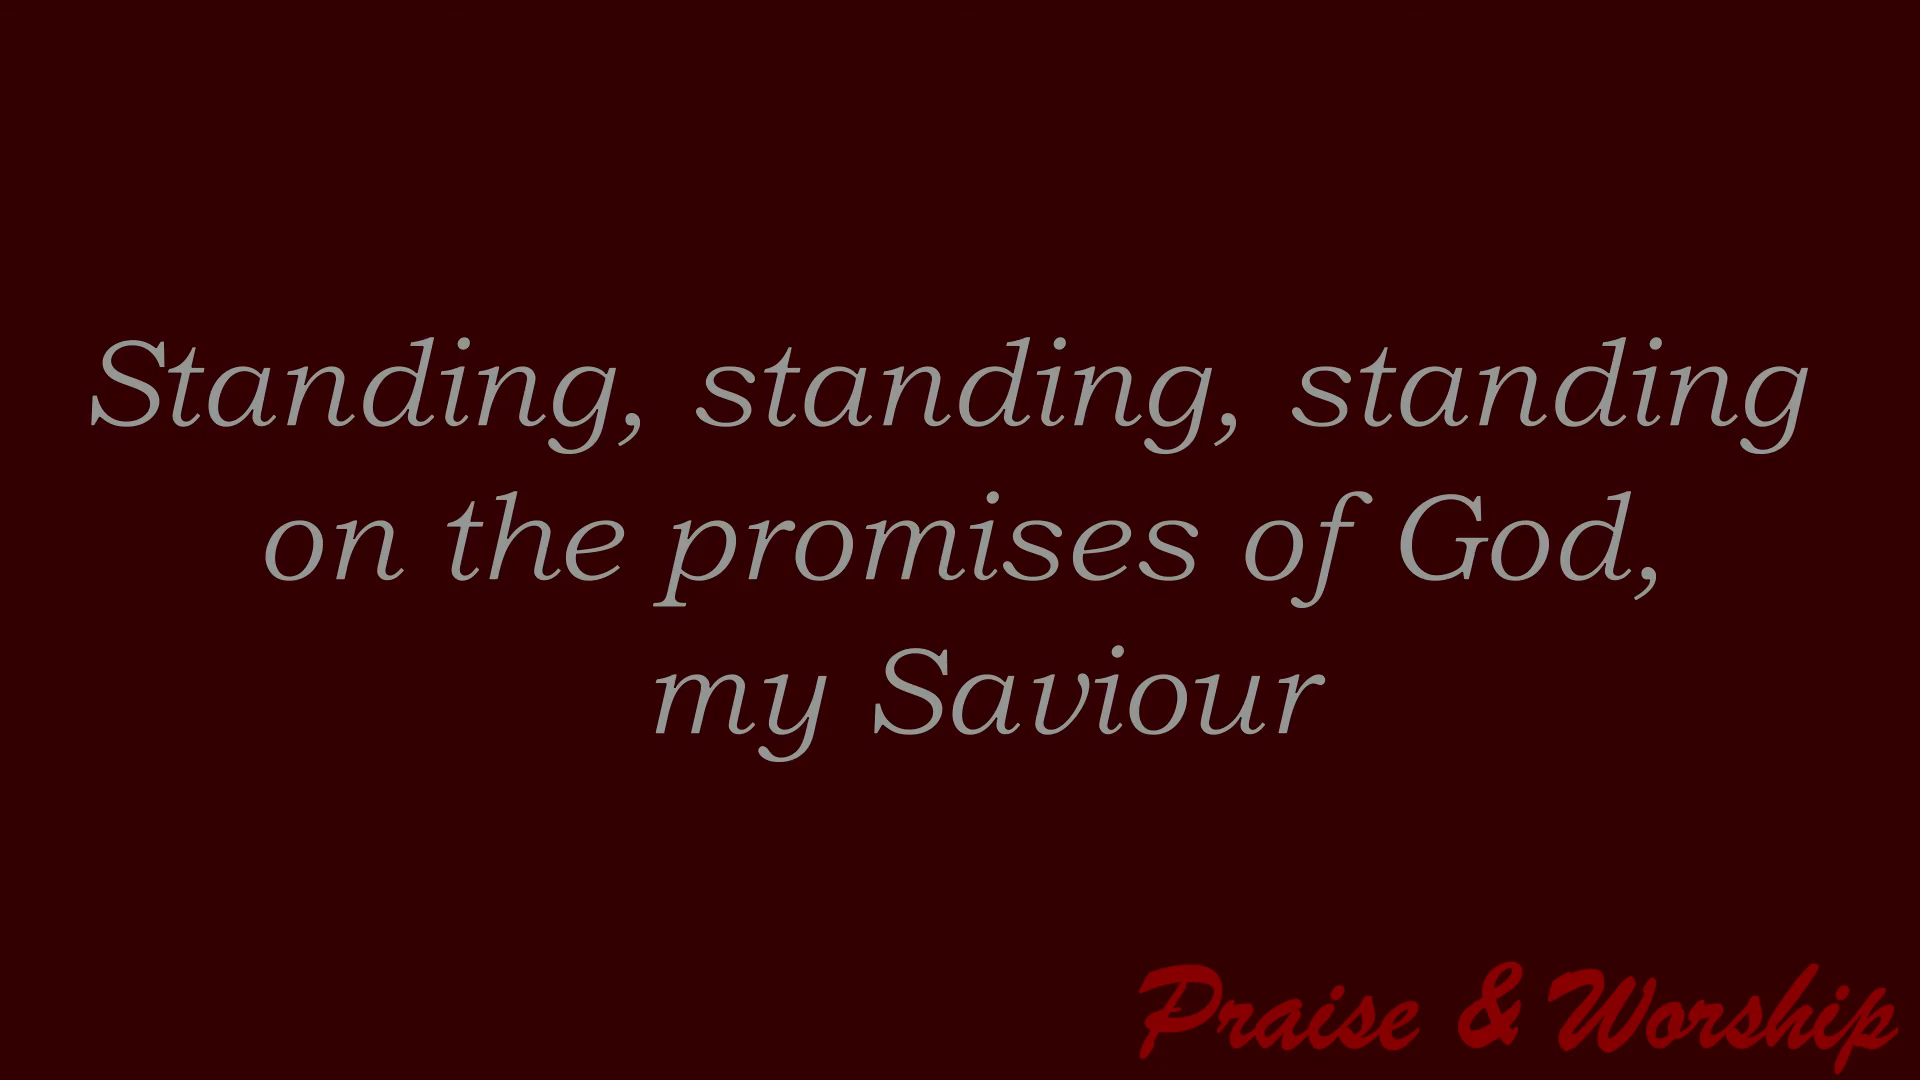 Standing, standing, standing
on the promises of God,
my Saviour
Praise & Worship